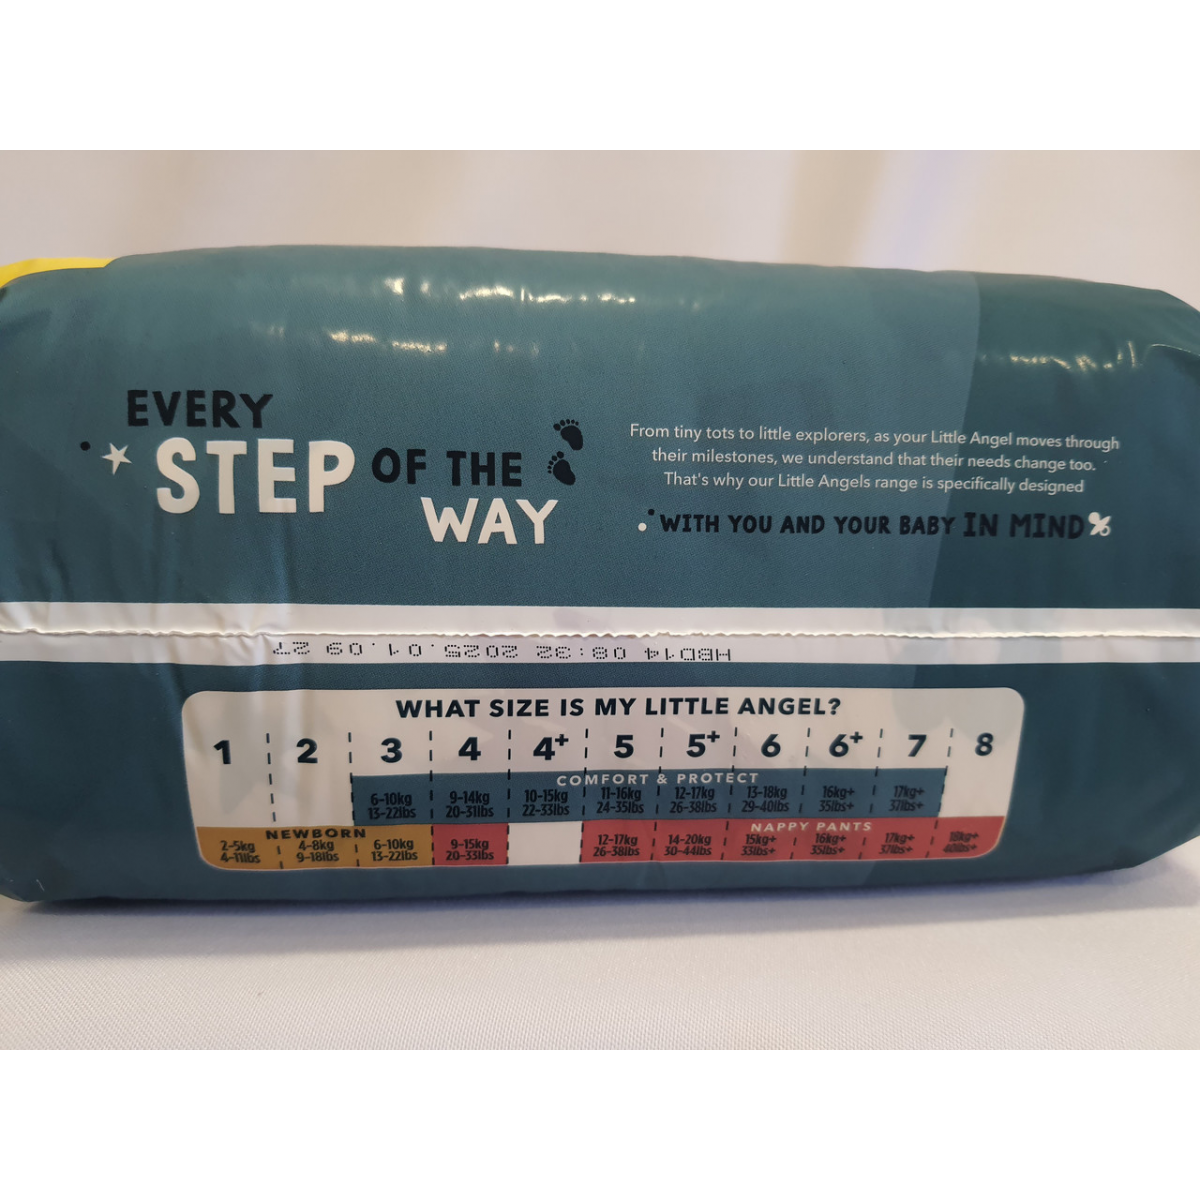 EVERY
STEP OF THE
WAY
From tiny tots to little explorers, as your Little Angel moves through
their milestones, we understand that their needs change too.
That's why our Little Angels range is specifically designed
WITH YOU AND YOUR BABY IN MIND
HBD14 08:32 2025.01.09 2T
WHAT SIZE IS MY LITTLE ANGEL?
1 2 3 4 4+ 5 5+ 6 6+ 7 8
COMFORT & PROTECT
6-10kg 9-14kg 10-15kg 11-16kg 12-17kg 13-18kg 16kg+ 17kg+
13-22lbs 20-31lbs 22-33lbs 24-35lbs 26-38lbs 29-40lbs 35lbs+ 37lbs+
NEWBORN NAPPY PANTS
2-5kg 4-8kg 6-10kg 9-15kg 12-17kg 14-20kg 15kg+ 16kg+ 17kg+ 18kg+
4-11lbs 9-18lbs 13-22lbs 20-33lbs 26-38lbs 30-44lbs 33lbs+ 35lbs+ 37lbs+ 40lbs+